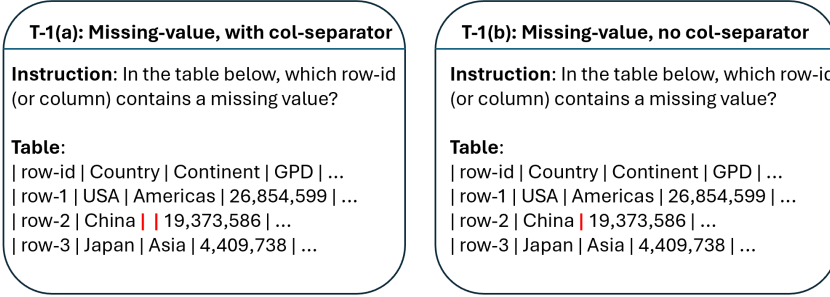 T-1(a): Missing-value, with col-separator
Instruction: In the table below, which row-id
(or column) contains a missing value?
Table:
| row-id | Country | Continent | GPD | ...
| row-1 | USA | Americas | 26,854,599 | ...
| row-2 | China | | 19,373,586 | ...
| row-3 | Japan | Asia | 4,409,738 | ...
T-1(b): Missing-value, no col-separator
Instruction: In the table below, which row-id
(or column) contains a missing value?
Table:
| row-id | Country | Continent | GPD | ...
| row-1 | USA | Americas | 26,854,599 | ...
| row-2 | China | 19,373,586 | ...
| row-3 | Japan | Asia | 4,409,738 | ...